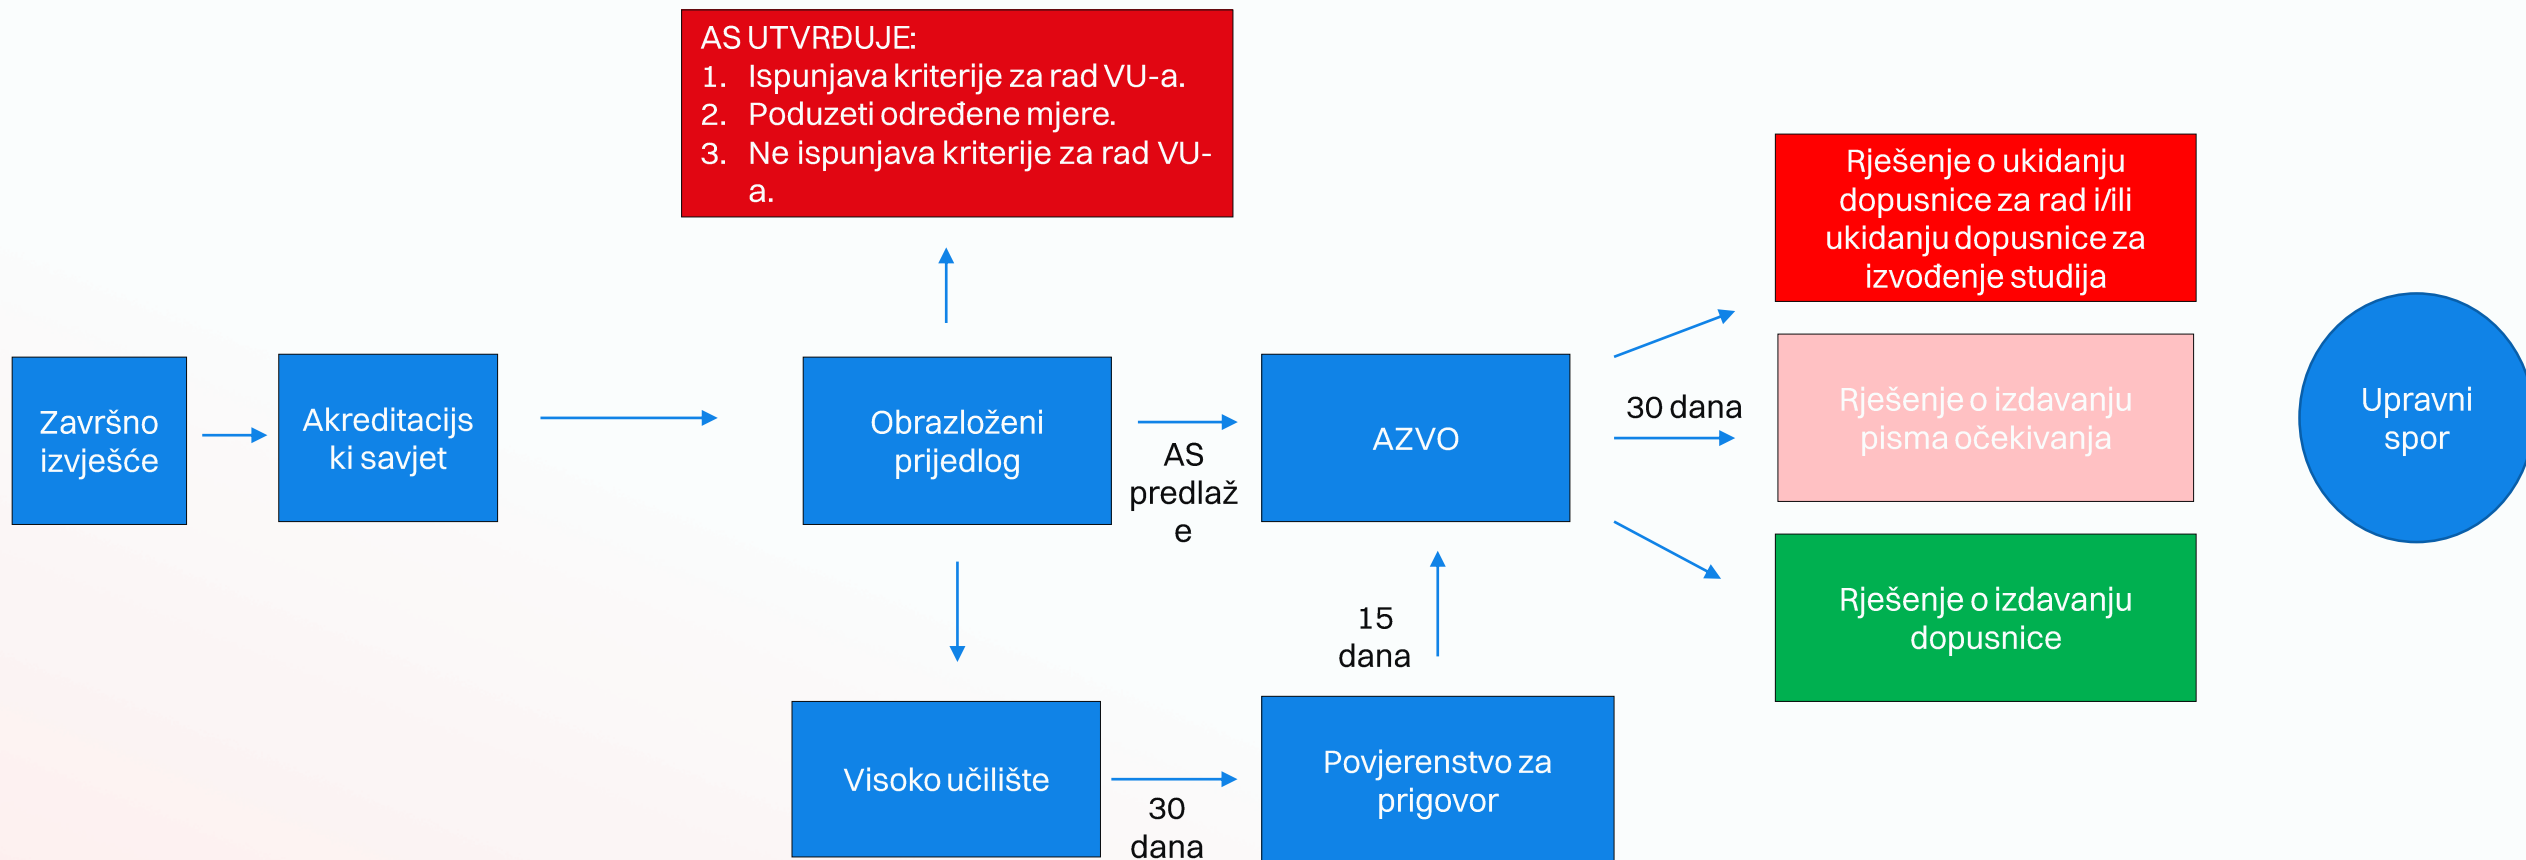 AS UTVRĐUJE:
1. Ispunjava kriterije za rad VU-a.
2. Poduzeti određene mjere.
3. Ne ispunjava kriterije za rad VU-
a.
Rješenje o ukidanju
dopusnice za rad i/ili
ukidanju dopusnice za
izvođenje studija
Završno
izvješće
Akreditacijs
ki savjet
Obrazloženi
prijedlog
AS
predlaž
e
AZVO
30 dana
Rješenje o izdavanju
pisma očekivanja
Upravni
spor
Rješenje o izdavanju
dopusnice
15
dana
Visoko učilište
30
dana
Povjerenstvo za
prigovor